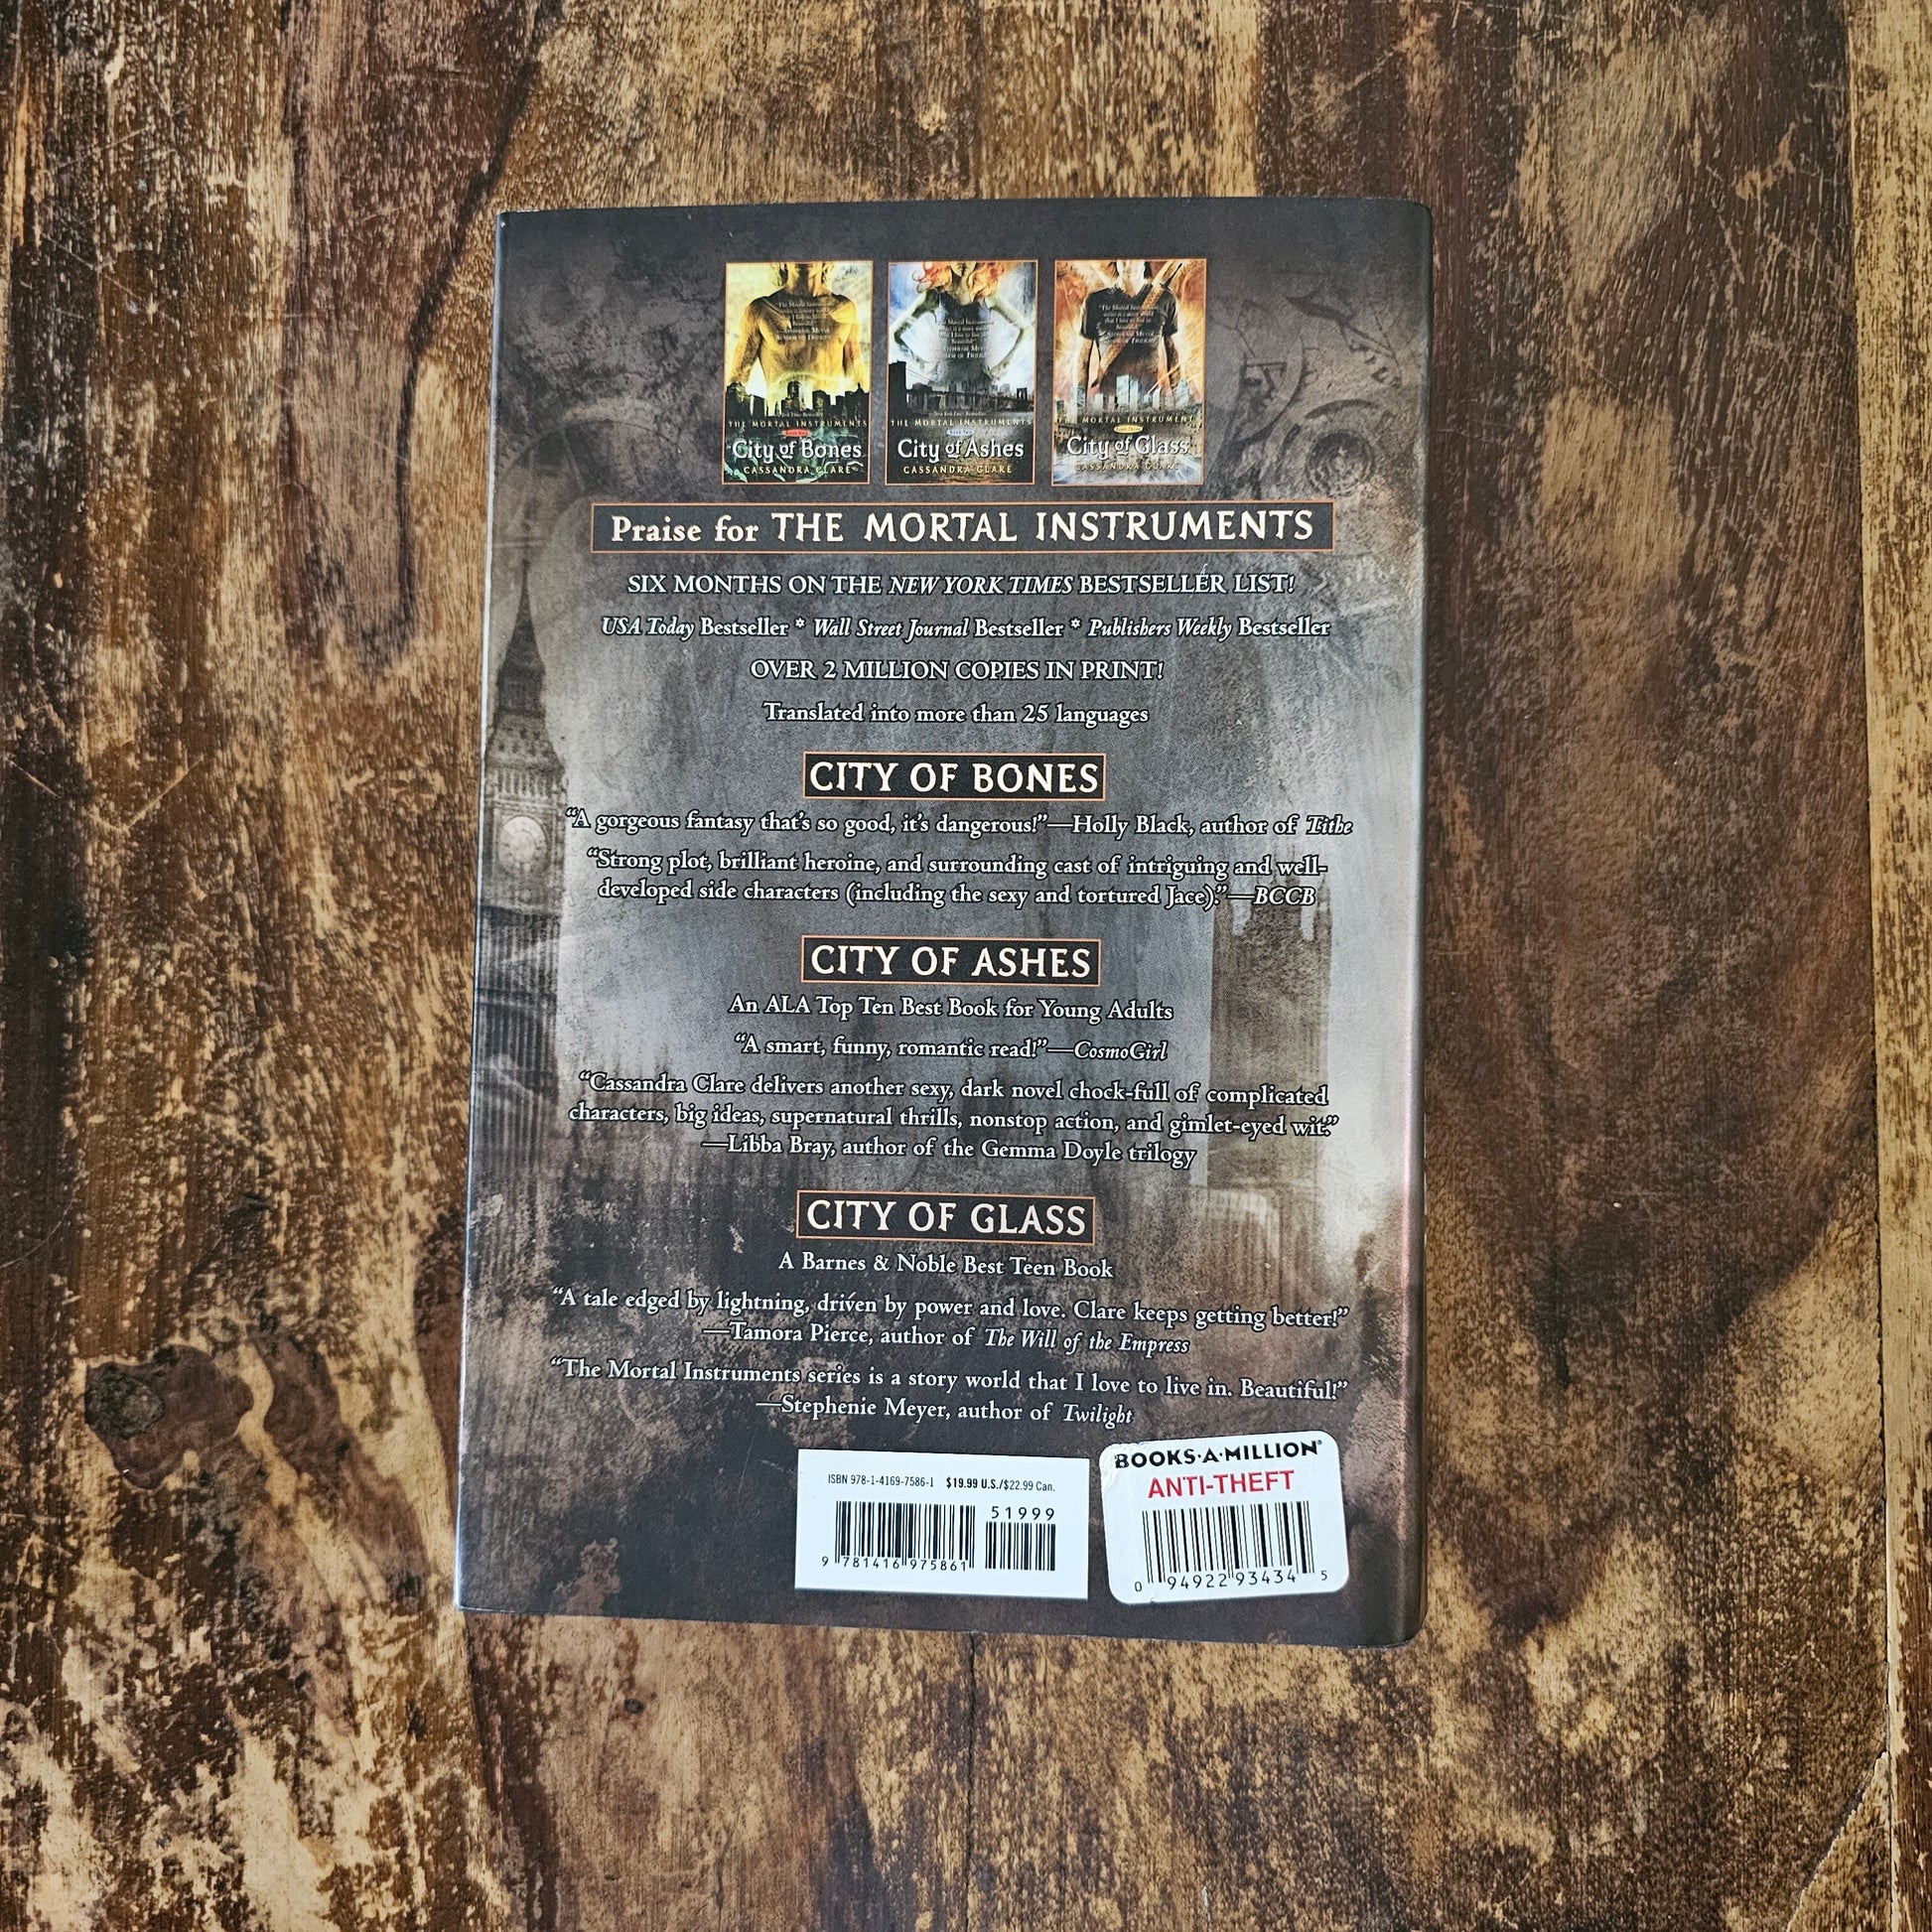 THE MORTAL INSTRUMENTS
City of Bones
CASSANDRA CLARE
THE MORTAL INSTRUMENTS
City of Ashes
CASSANDRA CLARE
THE MORTAL INSTRUMENTS
City of Glass
CASSANDRA CLARE
Praise for THE MORTAL INSTRUMENTS
SIX MONTHS ON THE NEW YORK TIMES BESTSELLER LIST!
USA Today Bestseller * Wall Street Journal Bestseller * Publishers Weekly Bestseller
OVER 2 MILLION COPIES IN PRINT!
Translated into more than 25 languages
CITY OF BONES
“A gorgeous fantasy that’s so good, it’s dangerous!”—Holly Black, author of Tithe
“Strong plot, brilliant heroine, and surrounding cast of intriguing and well-
developed side characters (including the sexy and tortured Jace).”—BCCB
CITY OF ASHES
An ALA Top Ten Best Book for Young Adults
“A smart, funny, romantic read!”—CosmoGirl
“Cassandra Clare delivers another sexy, dark novel chock-full of complicated
characters, big ideas, supernatural thrills, nonstop action, and gimlet-eyed wit.”
—Libba Bray, author of the Gemma Doyle trilogy
CITY OF GLASS
A Barnes & Noble Best Teen Book
“A tale edged by lightning, driven by power and love. Clare keeps getting better!”
—Tamora Pierce, author of The Will of the Empress
“The Mortal Instruments series is a story world that I love to live in. Beautiful!”
—Stephenie Meyer, author of Twilight
ISBN 978-1-4169-7586-1 $19.99 U.S./$22.99 Can.
51999
9 781416 975861
BOOKS·A·MILLION®
ANTI-THEFT
0 94922 93434 5